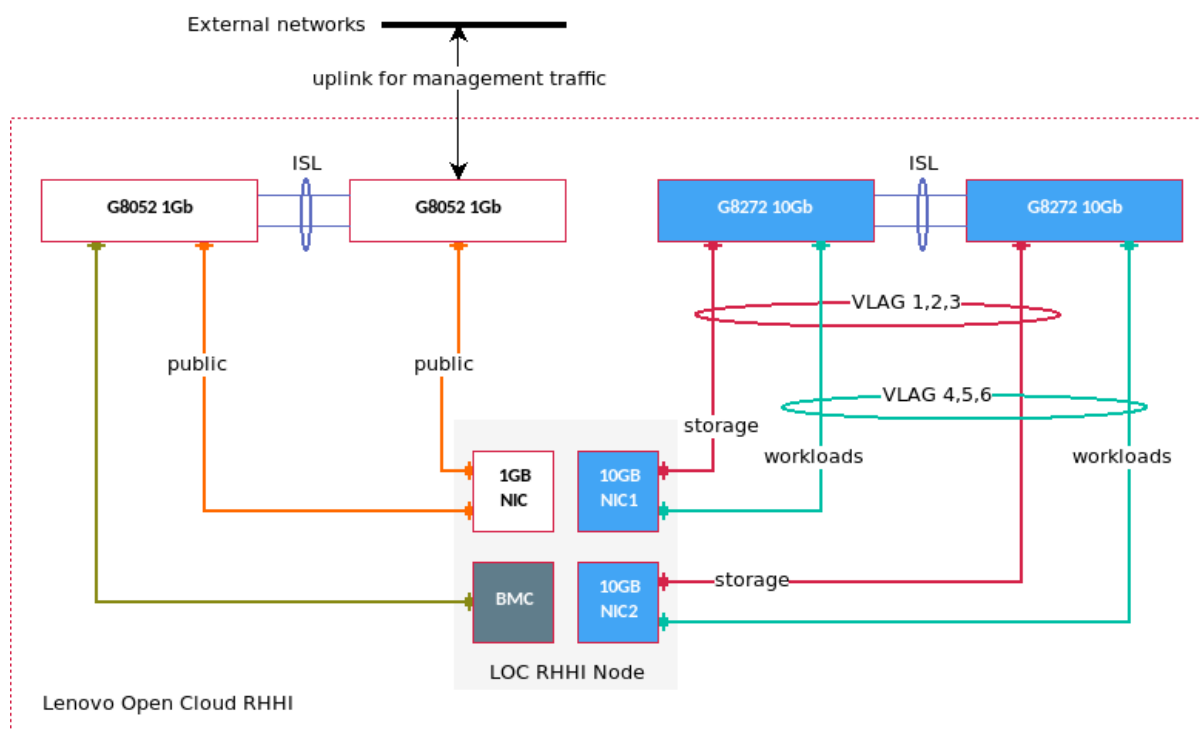 External networks
uplink for management traffic
ISL
ISL
G8052 1Gb
G8052 1Gb
G8272 10Gb
G8272 10Gb
VLAG 1,2,3
public
public
VLAG 4,5,6
storage
workloads
workloads
1GB
NIC
10GB
NIC1
storage
BMC
10GB
NIC2
LOC RHHI Node
Lenovo Open Cloud RHHI